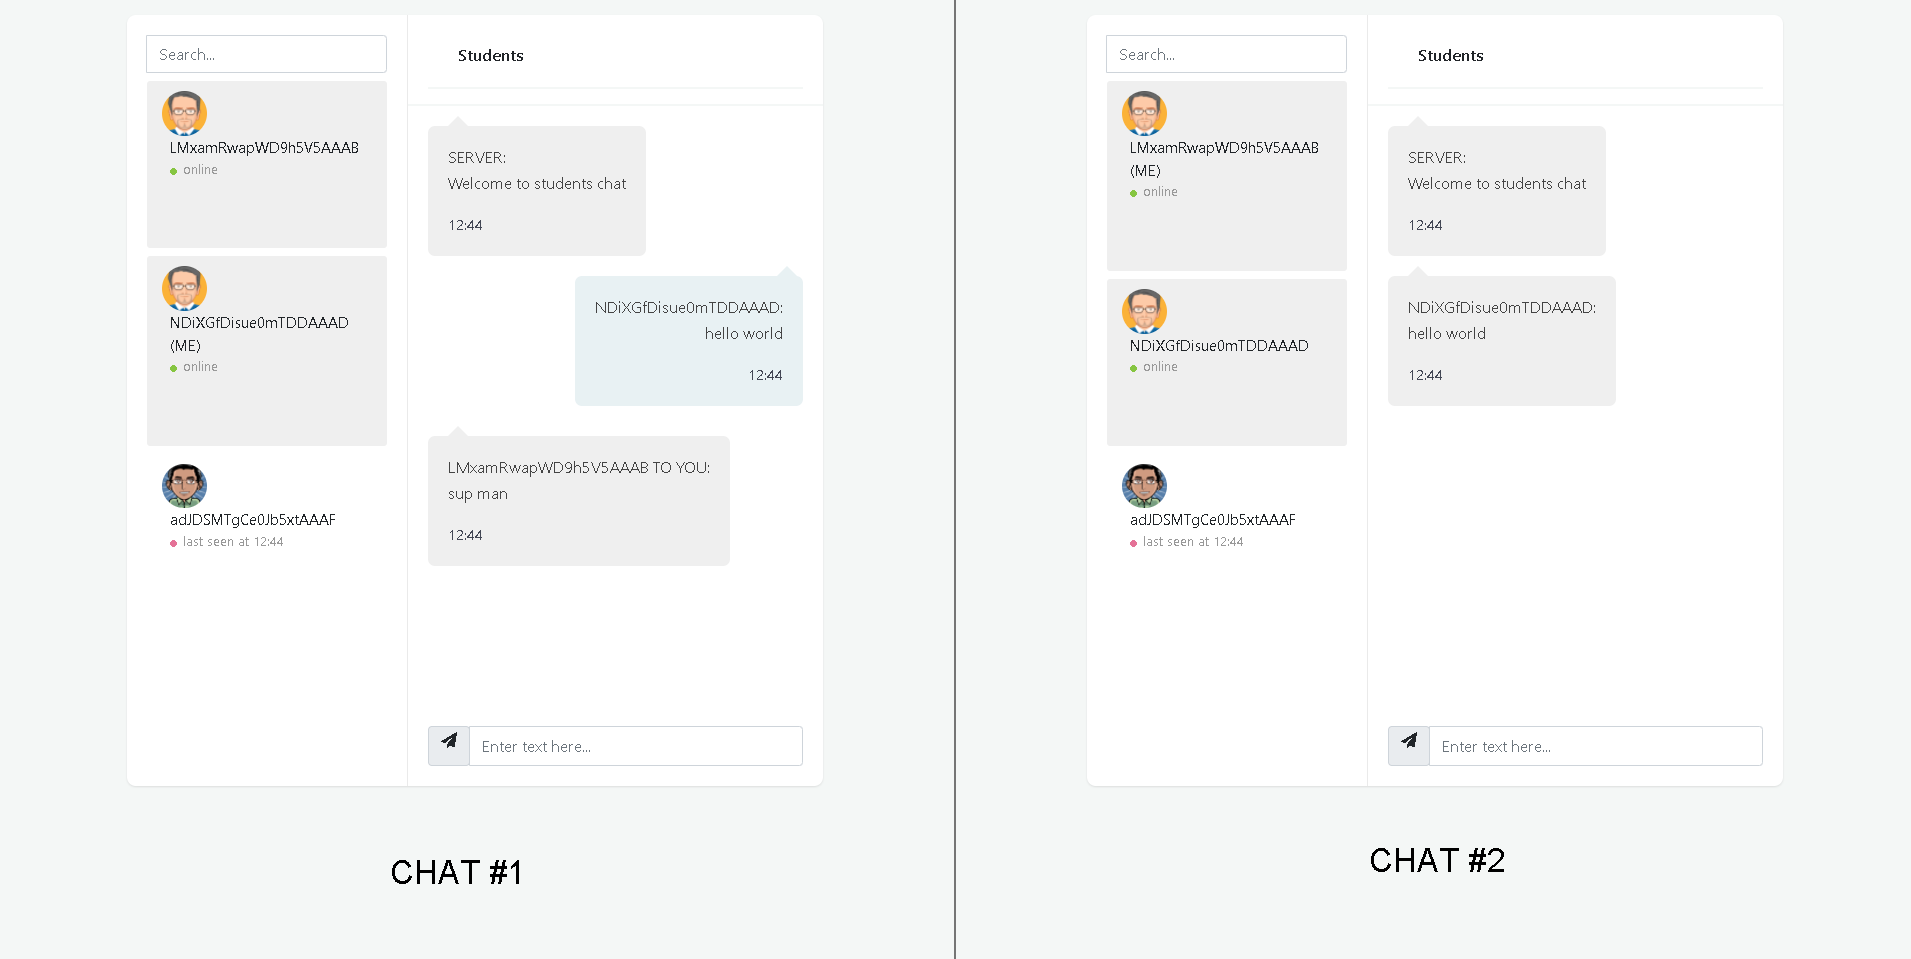 Search...
LMxamRwapWD9h5V5AAAB
online
NDiXGfDisue0mTDDAAAD
(ME)
online
adJDSMTgCe0Jb5xtAAAF
last seen at 12:44
Students
SERVER:
Welcome to students chat
12:44
NDiXGfDisue0mTDDAAAD:
hello world
12:44
LMxamRwapWD9h5V5AAAB TO YOU:
sup man
12:44
Enter text here...
CHAT #1
Search...
LMxamRwapWD9h5V5AAAB
(ME)
online
NDiXGfDisue0mTDDAAAD
online
adJDSMTgCe0Jb5xtAAAF
last seen at 12:44
Students
SERVER:
Welcome to students chat
12:44
NDiXGfDisue0mTDDAAAD:
hello world
12:44
Enter text here...
CHAT #2